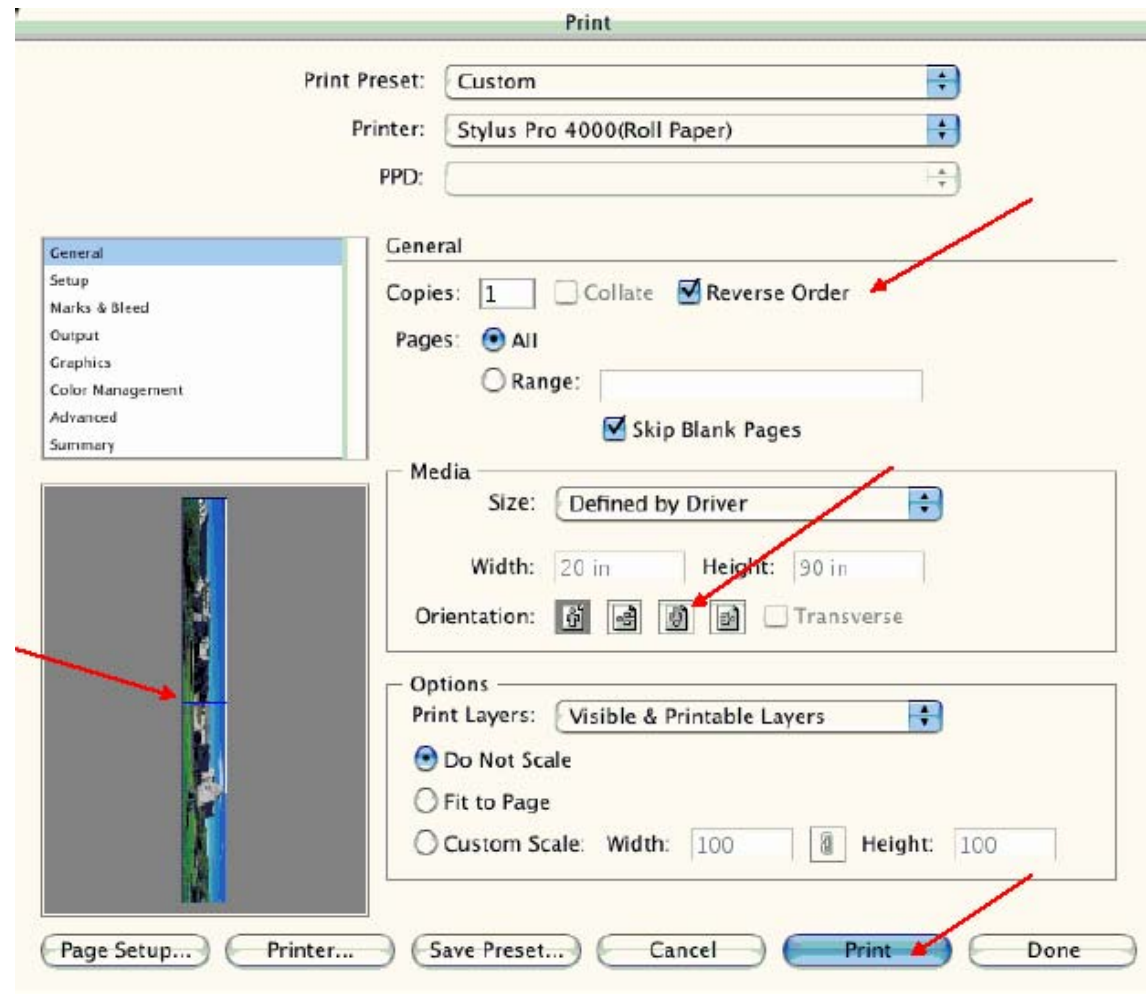 Print
Print Preset: Custom
Printer: Stylus Pro 4000(Roll Paper)
PPD:
General
Setup
Marks & Bleed
Output
Graphics
Color Management
Advanced
Summary
General
Copies: 1 Collate Reverse Order
Pages: All
Range:
Skip Blank Pages
Media
Size: Defined by Driver
Width: 20 in Height: 90 in
Orientation: Transverse
Options
Print Layers: Visible & Printable Layers
Do Not Scale
Fit to Page
Custom Scale: Width: 100 Height: 100
Page Setup... Printer... Save Preset... Cancel Print Done